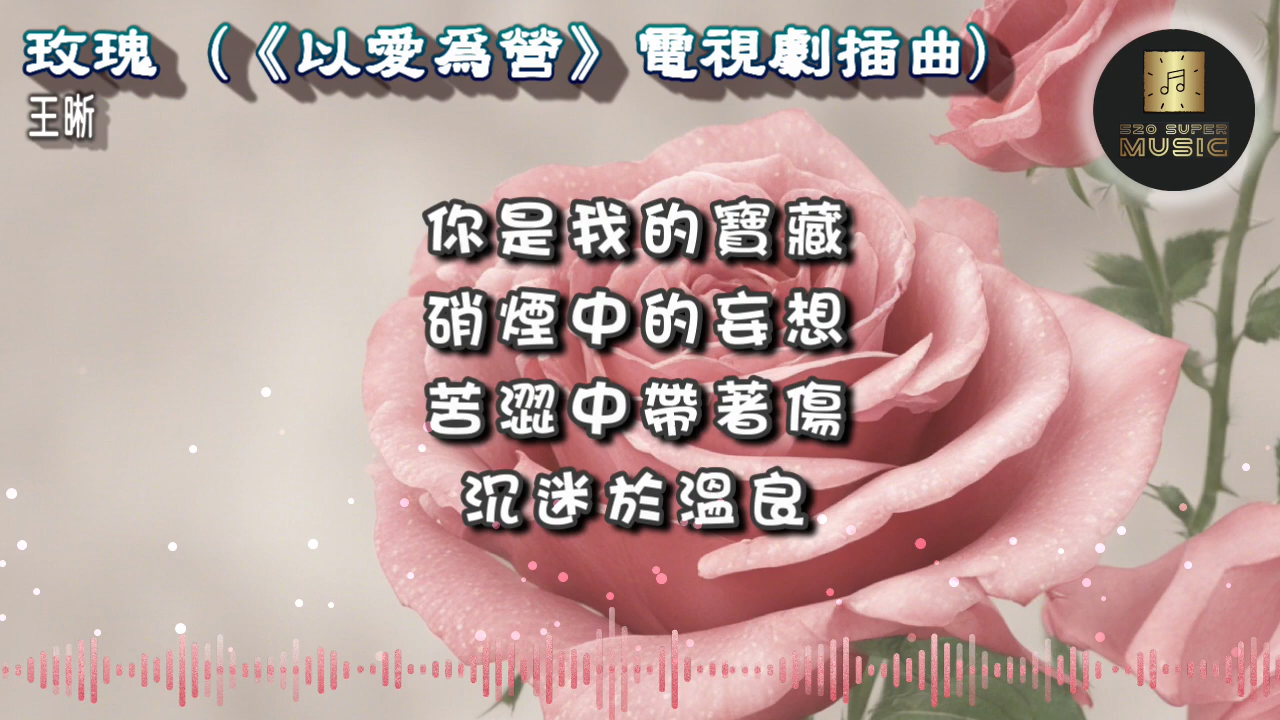 玫瑰 (《以愛為營》電視劇插曲)
王晰
520 SUPER
MUSIC
你是我的寶藏
硝煙中的妄想
苦澀中帶著傷
沉迷於溫良